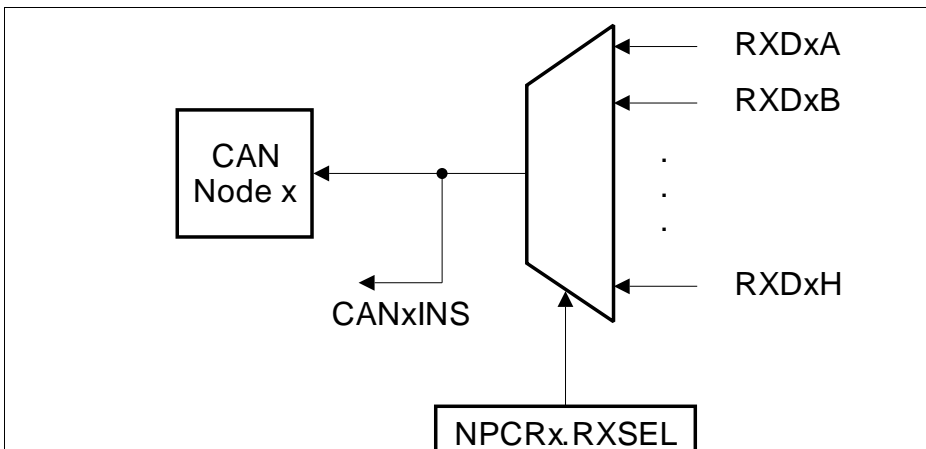 RXDxA
RXDxB
.
.
.
CAN
Node x
RXDxH
CANxINS
NPCRx.RXSEL